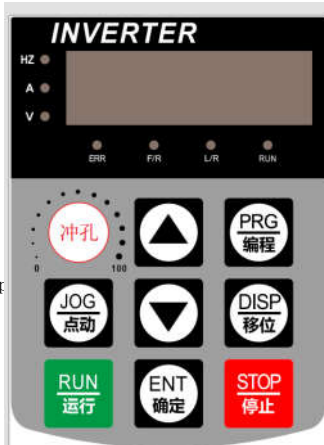 INVERTER
HZ
A
V
ERR F/R L/R RUN
冲孔
0 100
PRG
编程
JOG
点动
DISP
移位
RUN
运行
ENT
确定
STOP
停止